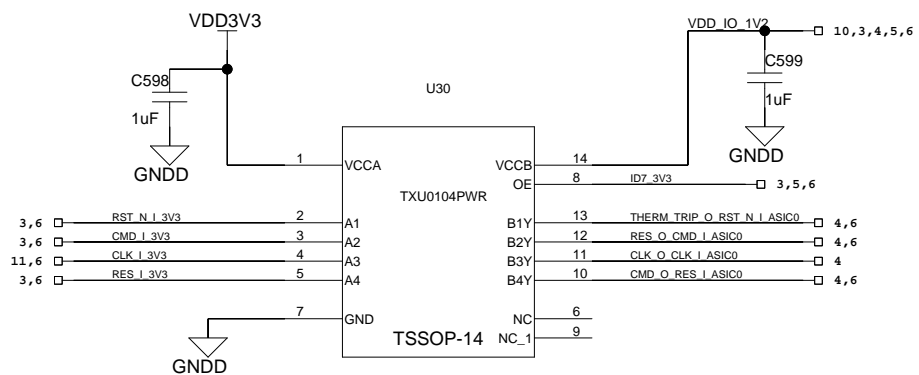 VDD3V3
VDD_IO_1V2
10,3,4,5,6
C598
1uF
GNDD
U30
C599
1uF
GNDD
1 VCCA
VCCB 14
OE 8 ID7_3V3 3,5,6
TXU0104PWR
3,6 RST_N_I_3V3 2 A1
B1Y 13 THERM_TRIP_O_RST_N_I_ASIC0 4,6
3,6 CMD_I_3V3 3 A2
B2Y 12 RES_O_CMD_I_ASIC0 4,6
11,6 CLK_I_3V3 4 A3
B3Y 11 CLK_O_CLK_I_ASIC0 4
3,6 RES_I_3V3 5 A4
B4Y 10 CMD_O_RES_I_ASIC0 4,6
7 GND
NC 6
TSSOP-14
NC_1 9
GNDD